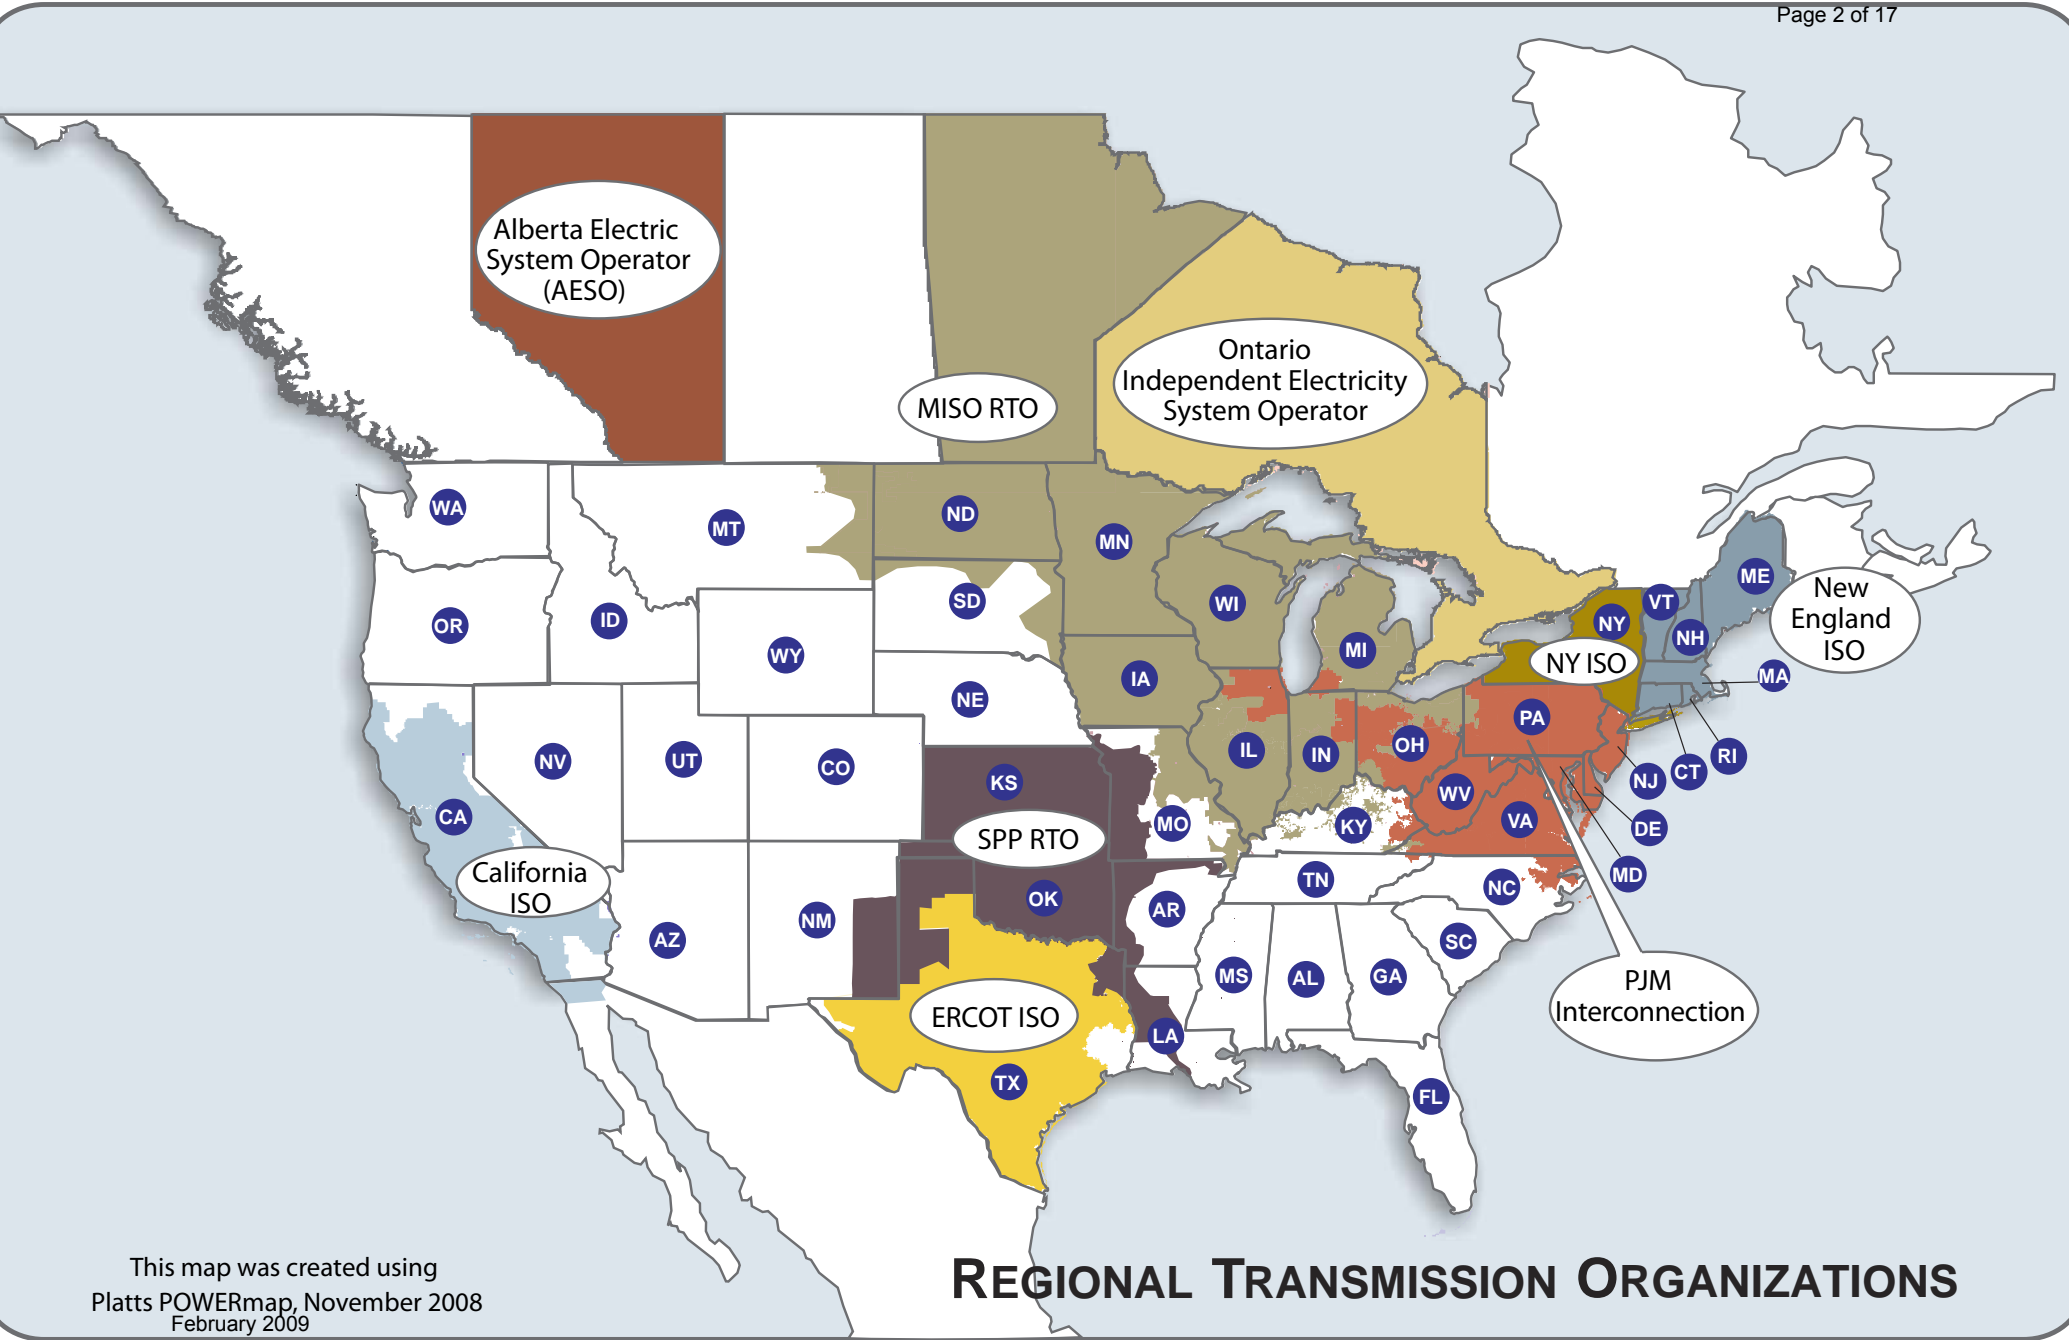 Page 2 of 17
Alberta Electric
System Operator
(AESO)
Ontario
Independent Electricity
System Operator
MISO RTO
WA
MT
ND
MN
OR
ID
SD
WI
WY
MI
NY
VT
NH
ME
New
England
ISO
NY ISO
MA
IA
NE
PA
NV
UT
CO
KS
IL
IN
OH
NJ
CT
RI
CA
WV
VA
DE
MO
KY
SPP RTO
California
ISO
OK
AR
TN
NC
MD
NM
AZ
SC
MS
AL
GA
PJM
Interconnection
ERCOT ISO
LA
TX
FL
This map was created using
Platts POWERmap, November 2008
February 2009
REGIONAL TRANSMISSION ORGANIZATIONS